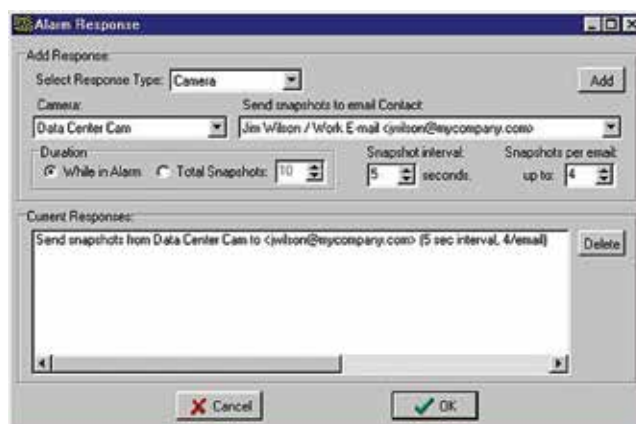 Alarm Response
Add Response:
Select Response Type: Camera
Add
Camera:
Send snapshots to email Contact:
Data Center Cam
Jim Wilson / Work E-mail <jwilson@mycompany.com>
Duration
While in Alarm
Total Snapshots: 10
Snapshot interval:
5 seconds.
Snapshots per email:
up to: 4
Current Responses:
Send snapshots from Data Center Cam to <jwilson@mycompany.com> (5 sec interval, 4/email)
Delete
Cancel
OK